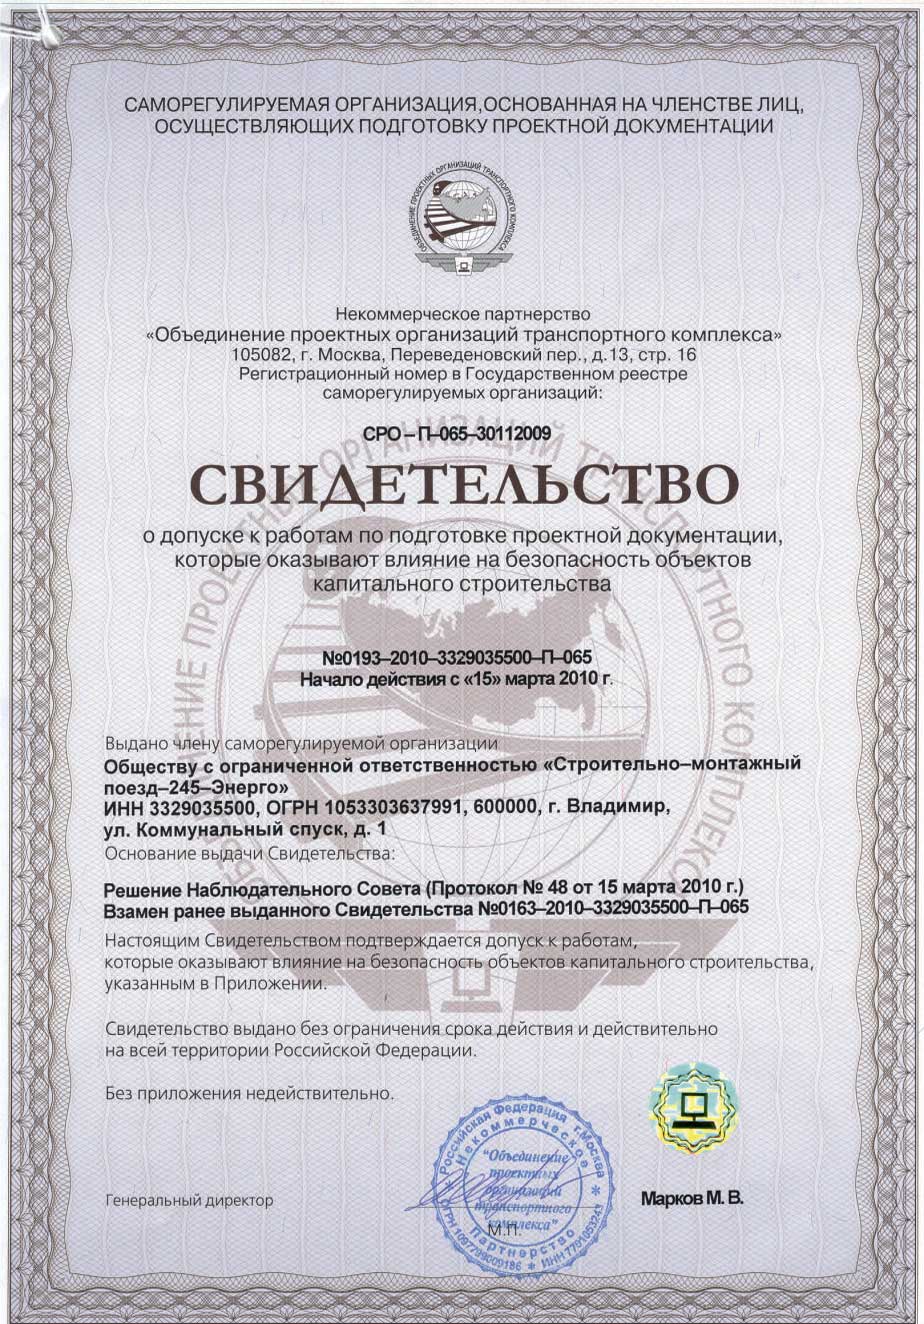 САМОРЕГУЛИРУЕМАЯ ОРГАНИЗАЦИЯ,ОСНОВАННАЯ НА ЧЛЕНСТВЕ ЛИЦ,
ОСУЩЕСТВЛЯЮЩИХ ПОДГОТОВКУ ПРОЕКТНОЙ ДОКУМЕНТАЦИИ
ОБЪЕДИНЕНИЕ ПРОЕКТНЫХ ОРГАНИЗАЦИЙ ТРАНСПОРТНОГО КОМПЛЕКСА
Некоммерческое партнерство
«Объединение проектных организаций транспортного комплекса»
105082, г. Москва, Переведеновский пер., д.13, стр. 16
Регистрационный номер в Государственном реестре
саморегулируемых организаций:
СРО – П–065–30112009
СВИДЕТЕЛЬСТВО
о допуске к работам по подготовке проектной документации,
которые оказывают влияние на безопасность объектов
капитального строительства
ОБЪЕДИНЕНИЕ ПРОЕКТНЫХ ОРГАНИЗАЦИЙ ТРАНСПОРТНОГО КОМПЛЕКСА
№0193–2010–3329035500–П–065
Начало действия с «15» марта 2010 г.
Выдано члену саморегулируемой организации
Обществу с ограниченной ответственностью «Строительно–монтажный
поезд–245–Энерго»
ИНН 3329035500, ОГРН 1053303637991, 600000, г. Владимир,
ул. Коммунальный спуск, д. 1
Основание выдачи Свидетельства:
Решение Наблюдательного Совета (Протокол № 48 от 15 марта 2010 г.)
Взамен ранее выданного Свидетельства №0163–2010–3329035500–П–065
Настоящим Свидетельством подтверждается допуск к работам,
которые оказывают влияние на безопасность объектов капитального строительства,
указанным в Приложении.
Свидетельство выдано без ограничения срока действия и действительно
на всей территории Российской Федерации.
Без приложения недействительно.
Генеральный директор
Российская Федерация г.Москва
Некоммерческое
"Объединение
проектных
организаций
транспортного
комплекса"
Партнерство
М.П.
Марков М. В.